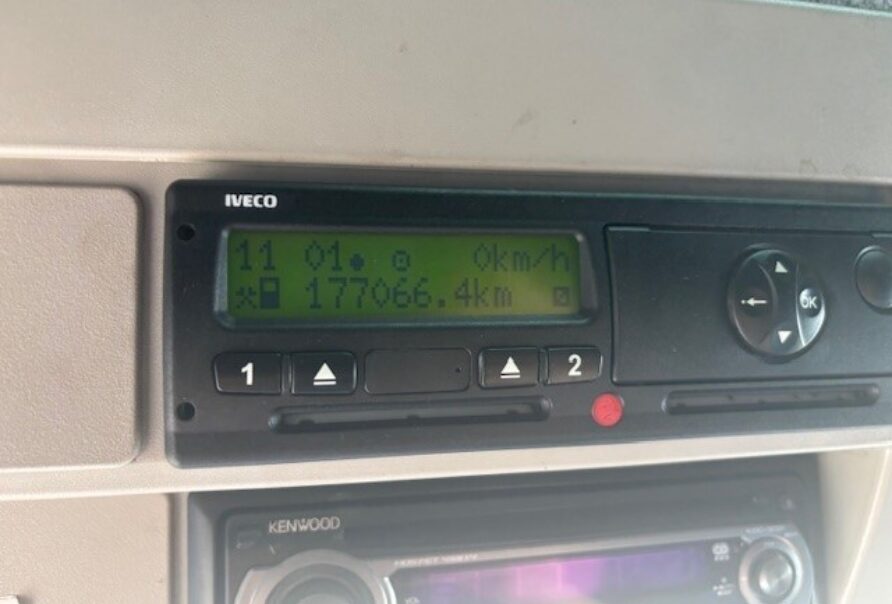 IVECO
11 01 0km/h
177066.4km
1 2
OK
KENWOOD